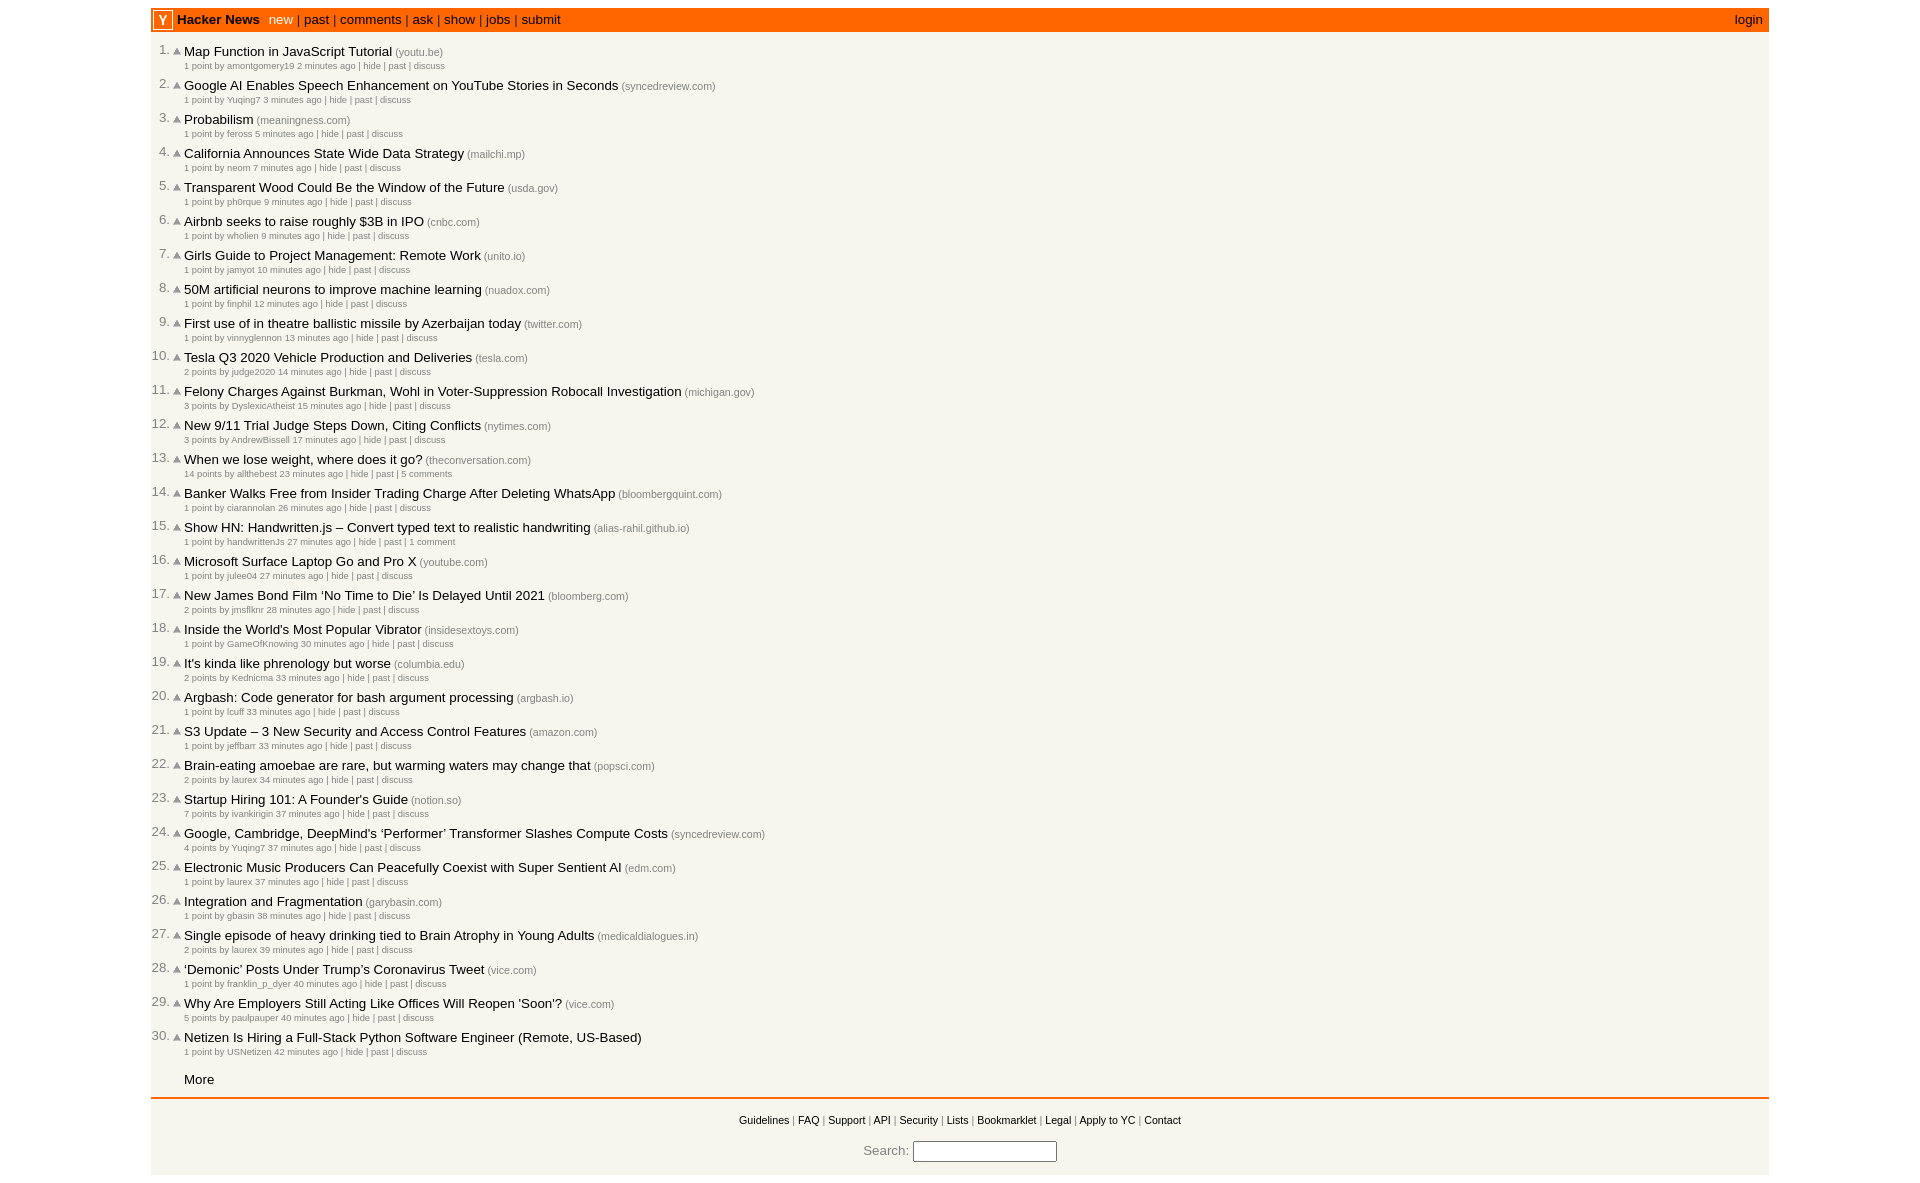 Y Hacker News new | past | comments | ask | show | jobs | submit login
1. Map Function in JavaScript Tutorial (youtu.be)
1 point by amontgomery19 2 minutes ago | hide | past | discuss
2. Google AI Enables Speech Enhancement on YouTube Stories in Seconds (syncedreview.com)
1 point by Yuqing7 3 minutes ago | hide | past | discuss
3. Probabilism (meaningness.com)
1 point by feross 5 minutes ago | hide | past | discuss
4. California Announces State Wide Data Strategy (mailchi.mp)
1 point by neom 7 minutes ago | hide | past | discuss
5. Transparent Wood Could Be the Window of the Future (usda.gov)
1 point by ph0rque 9 minutes ago | hide | past | discuss
6. Airbnb seeks to raise roughly $3B in IPO (cnbc.com)
1 point by wholien 9 minutes ago | hide | past | discuss
7. Girls Guide to Project Management: Remote Work (unito.io)
1 point by jamyot 10 minutes ago | hide | past | discuss
8. 50M artificial neurons to improve machine learning (nuadox.com)
1 point by finphil 12 minutes ago | hide | past | discuss
9. First use of in theatre ballistic missile by Azerbaijan today (twitter.com)
1 point by vinnyglennon 13 minutes ago | hide | past | discuss
10. Tesla Q3 2020 Vehicle Production and Deliveries (tesla.com)
2 points by judge2020 14 minutes ago | hide | past | discuss
11. Felony Charges Against Burkman, Wohl in Voter-Suppression Robocall Investigation (michigan.gov)
3 points by DyslexicAtheist 15 minutes ago | hide | past | discuss
12. New 9/11 Trial Judge Steps Down, Citing Conflicts (nytimes.com)
3 points by AndrewBissell 17 minutes ago | hide | past | discuss
13. When we lose weight, where does it go? (theconversation.com)
14 points by allthebest 23 minutes ago | hide | past | 5 comments
14. Banker Walks Free from Insider Trading Charge After Deleting WhatsApp (bloombergquint.com)
1 point by ciarannolan 26 minutes ago | hide | past | discuss
15. Show HN: Handwritten.js – Convert typed text to realistic handwriting (alias-rahil.github.io)
1 point by handwrittenJs 27 minutes ago | hide | past | 1 comment
16. Microsoft Surface Laptop Go and Pro X (youtube.com)
1 point by julee04 27 minutes ago | hide | past | discuss
17. New James Bond Film ‘No Time to Die’ Is Delayed Until 2021 (bloomberg.com)
2 points by jmsflknr 28 minutes ago | hide | past | discuss
18. Inside the World's Most Popular Vibrator (insidesextoys.com)
1 point by GameOfKnowing 30 minutes ago | hide | past | discuss
19. It's kinda like phrenology but worse (columbia.edu)
2 points by Kednicma 33 minutes ago | hide | past | discuss
20. Argbash: Code generator for bash argument processing (argbash.io)
1 point by lcuff 33 minutes ago | hide | past | discuss
21. S3 Update – 3 New Security and Access Control Features (amazon.com)
1 point by jeffbarr 33 minutes ago | hide | past | discuss
22. Brain-eating amoebae are rare, but warming waters may change that (popsci.com)
2 points by laurex 34 minutes ago | hide | past | discuss
23. Startup Hiring 101: A Founder's Guide (notion.so)
7 points by ivankirigin 37 minutes ago | hide | past | discuss
24. Google, Cambridge, DeepMind's ‘Performer’ Transformer Slashes Compute Costs (syncedreview.com)
4 points by Yuqing7 37 minutes ago | hide | past | discuss
25. Electronic Music Producers Can Peacefully Coexist with Super Sentient AI (edm.com)
1 point by laurex 37 minutes ago | hide | past | discuss
26. Integration and Fragmentation (garybasin.com)
1 point by gbasin 38 minutes ago | hide | past | discuss
27. Single episode of heavy drinking tied to Brain Atrophy in Young Adults (medicaldialogues.in)
2 points by laurex 39 minutes ago | hide | past | discuss
28. ‘Demonic’ Posts Under Trump’s Coronavirus Tweet (vice.com)
1 point by franklin_p_dyer 40 minutes ago | hide | past | discuss
29. Why Are Employers Still Acting Like Offices Will Reopen 'Soon'? (vice.com)
5 points by paulpauper 40 minutes ago | hide | past | discuss
30. Netizen Is Hiring a Full-Stack Python Software Engineer (Remote, US-Based)
1 point by USNetizen 42 minutes ago | hide | past | discuss
More
Guidelines | FAQ | Support | API | Security | Lists | Bookmarklet | Legal | Apply to YC | Contact
Search: